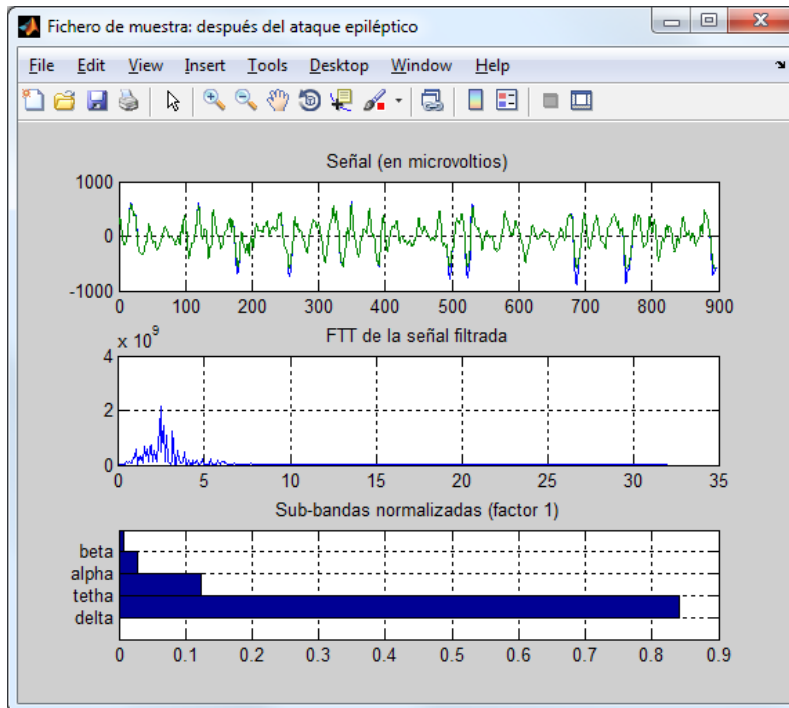 Fichero de muestra: después del ataque epiléptico
File Edit View Insert Tools Desktop Window Help
Señal (en microvoltios)
1000
0
-1000
0 100 200 300 400 500 600 700 800 900
x 10^9
FTT de la señal filtrada
4
2
0
0 5 10 15 20 25 30 35
Sub-bandas normalizadas (factor 1)
beta
alpha
tetha
delta
0 0.1 0.2 0.3 0.4 0.5 0.6 0.7 0.8 0.9